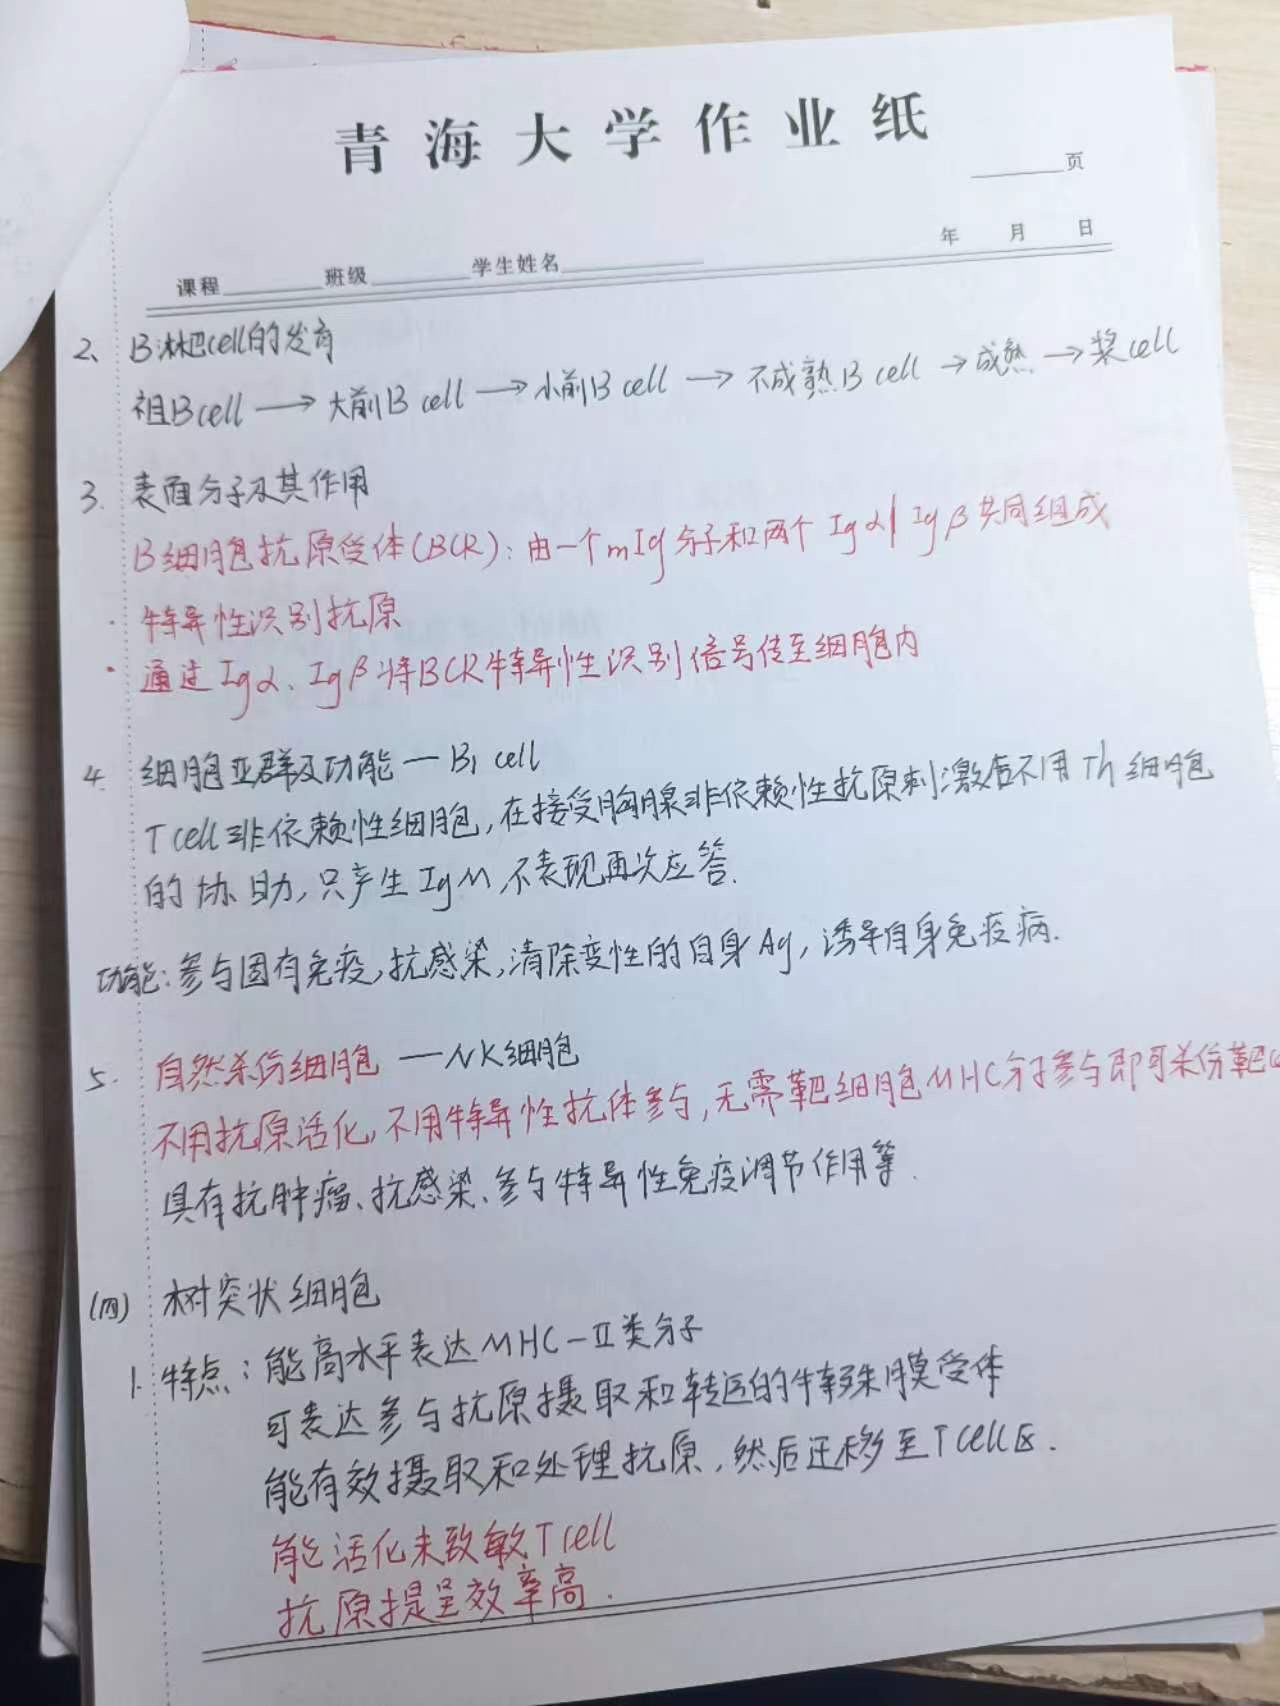 青海大学作业纸
页
年 月 日
课程 班级 学生姓名
2、B淋巴cell的发育
祖B cell → 大前B cell → 小前B cell → 不成熟B cell → 成熟 → 浆cell
3. 表面分子及其作用
B细胞抗原受体(BCR)：由一个mIg分子和两个Igα/Igβ共同组成
· 特异性识别抗原
· 通过Igα、Igβ将BCR特异性识别信号传至细胞内
4. 细胞亚群及功能 — B1 cell
T cell非依赖性细胞，在接受胸腺非依赖性抗原刺激后不用Th细胞
的协助，只产生IgM，不表现再次应答.
功能：参与固有免疫，抗感染，清除变性的自身Ag，诱导自身免疫病.
5. 自然杀伤细胞 — NK细胞
不用抗原活化，不用特异性抗体参与，无需靶细胞MHC分子参与即可杀伤靶
具有抗肿瘤、抗感染、参与特异性免疫调节作用等.
(四) 树突状细胞
1. 特点：能高水平表达MHC-II类分子
可表达参与抗原摄取和转运的特殊膜受体
能有效摄取和处理抗原，然后迁移至T cell区.
能活化未致敏T cell
抗原提呈效率高.